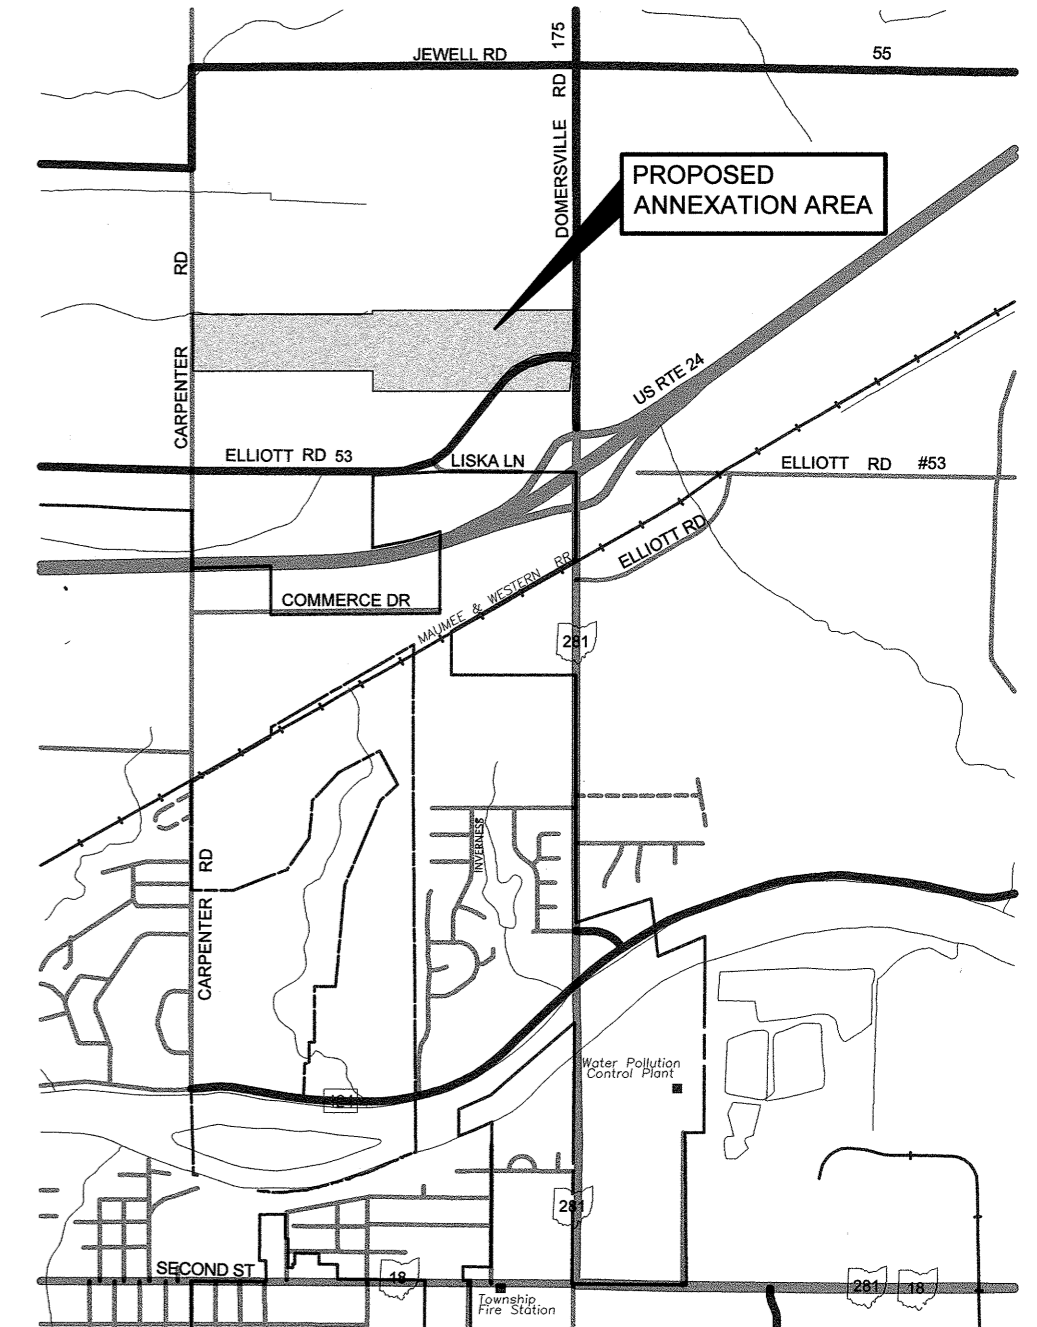 175
JEWELL RD
55
DOMERSVILLE RD
PROPOSED
ANNEXATION AREA
CARPENTER RD
US RTE 24
ELLIOTT RD 53
LISKA LN
ELLIOTT RD #53
ELLIOTT RD
COMMERCE DR
MAUMEE & WESTERN RR
281
INVERNESS
CARPENTER RD
Water Pollution
Control Plant
424
281
SECOND ST
18
281
18
Township
Fire Station